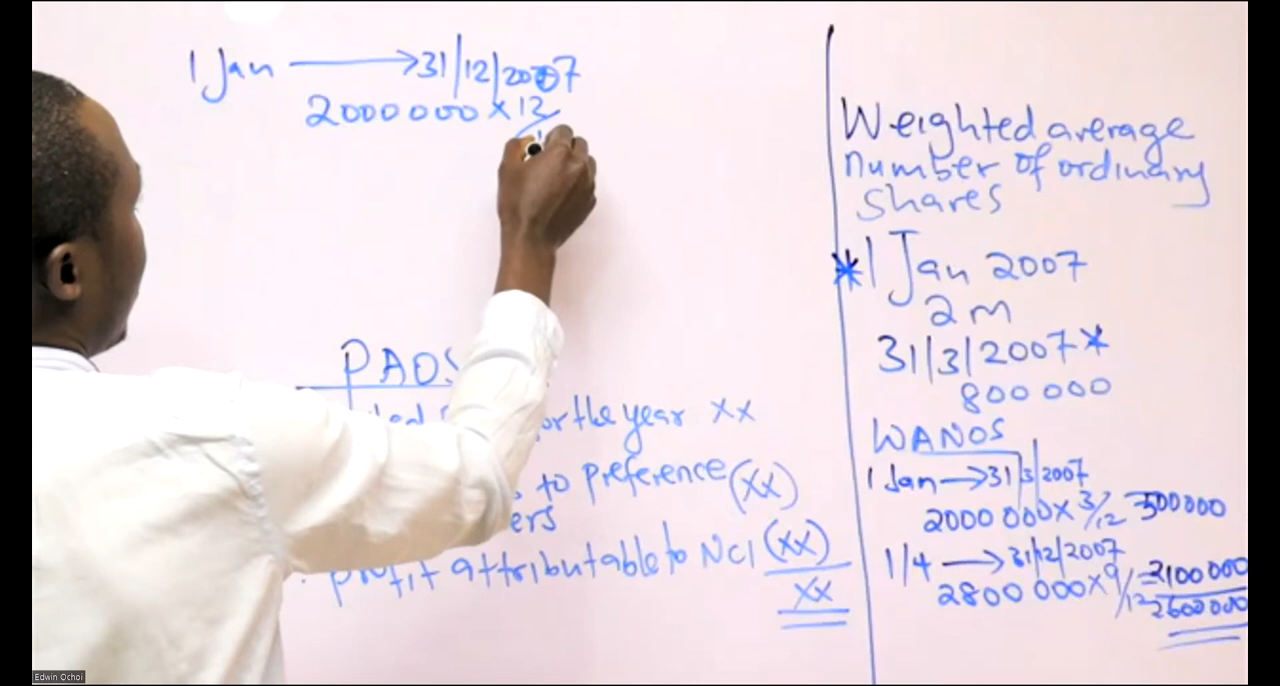 1 Jan → 31/12/2007
2000 000 × 12/
PAOS
for the year xx
to preference (xx)
ers
profit attributable to NCI (xx)
xx
Weighted average
number of ordinary
shares
*1 Jan 2007
2m
31/3/2007*
800 000
WANOS
1 Jan → 31/3/2007
2000 000 × 3/12 = 500000
1/4 → 31/12/2007
2800 000 × 9/12 = 2100 000
2600 000
Edwin Ochoi